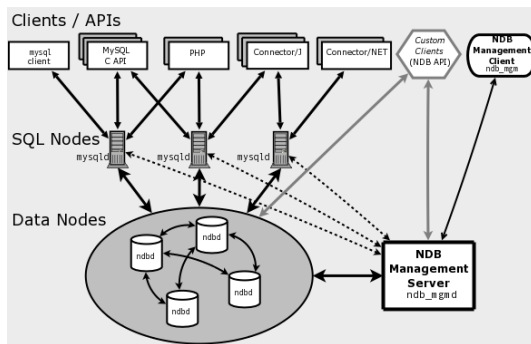 Clients / APIs
mysql
client
MySQL
C API
PHP
Connector/J
Connector/NET
Custom
Clients
(NDB API)
NDB
Management
Client
ndb_mgm
SQL Nodes
mysqld
mysqld
mysqld
Data Nodes
ndbd
ndbd
ndbd
ndbd
NDB
Management
Server
ndb_mgmd